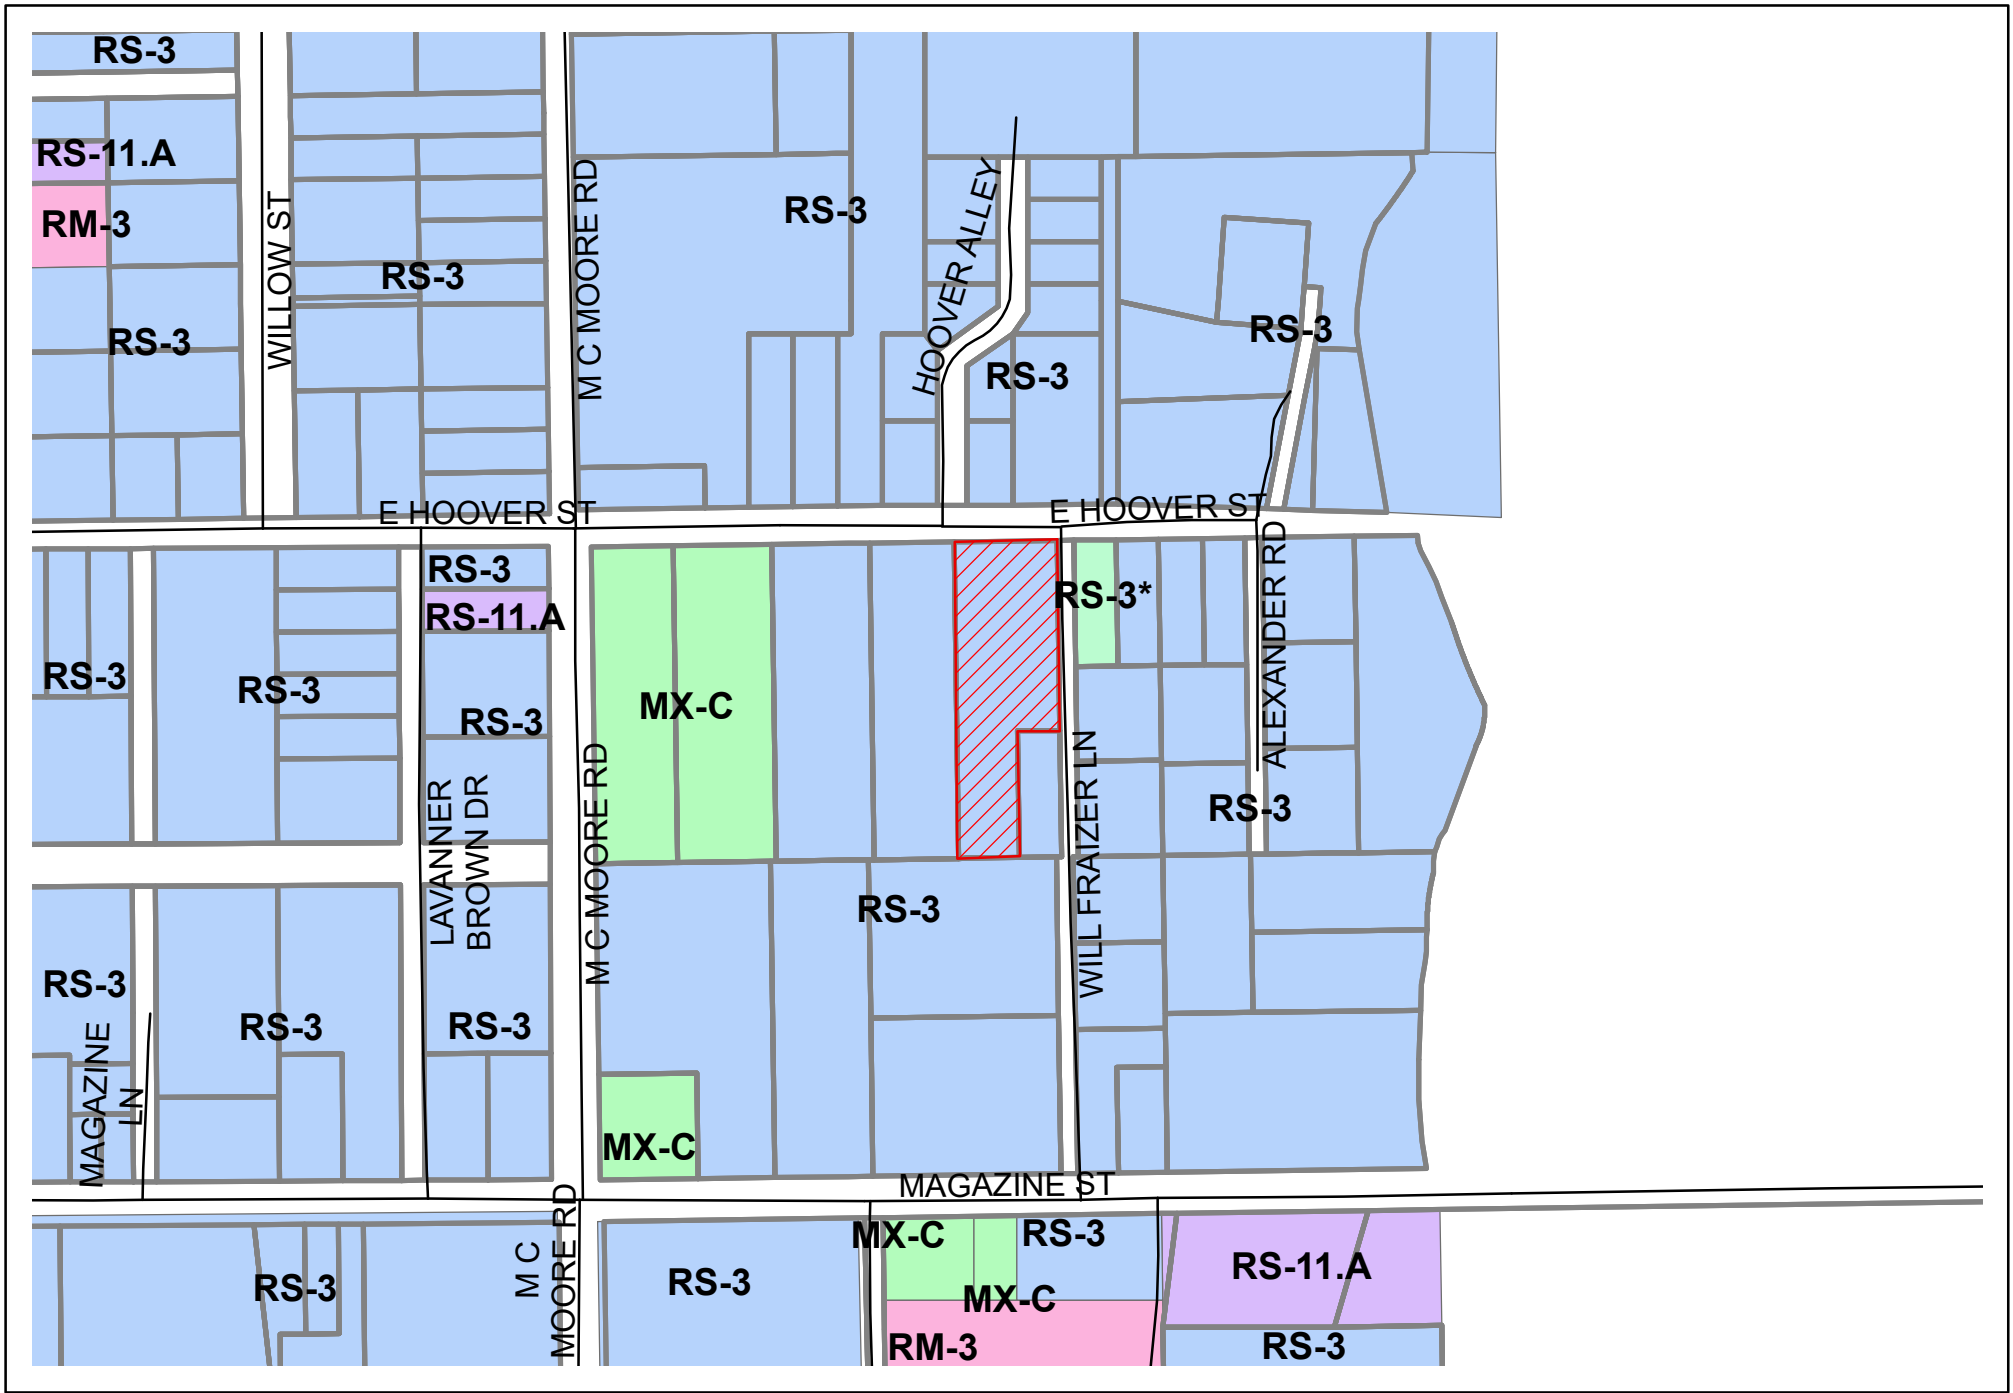 RS-3
RS-11.A
RM-3
RS-3
WILLOW ST
RS-3
M C MOORE RD
RS-3
HOOVER ALLEY
RS-3
RS-3
E HOOVER ST
E HOOVER ST
RS-3
RS-11.A
RS-3
RS-3
RS-3
MX-C
RS-3*
ALEXANDER RD
RS-3
LAVANNER
BROWN DR
M C MOORE RD
WILL FRAIZER LN
RS-3
RS-3
RS-3
RS-3
MAGAZINE
LN
MX-C
MAGAZINE ST
M C
MOORE RD
RS-3
RS-3
MX-C
RS-3
MX-C
RM-3
RS-11.A
RS-3